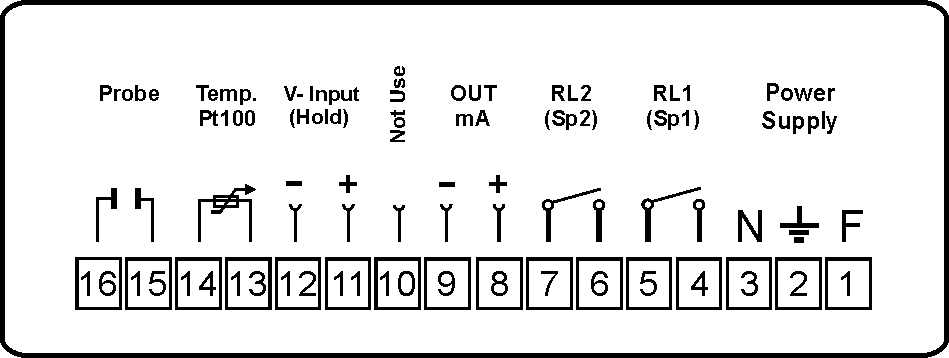 Probe Temp. V- Input Not Use OUT RL2 RL1 Power
Pt100 (Hold) mA (Sp2) (Sp1) Supply
− + − +
N F
16 15 14 13 12 11 10 9 8 7 6 5 4 3 2 1